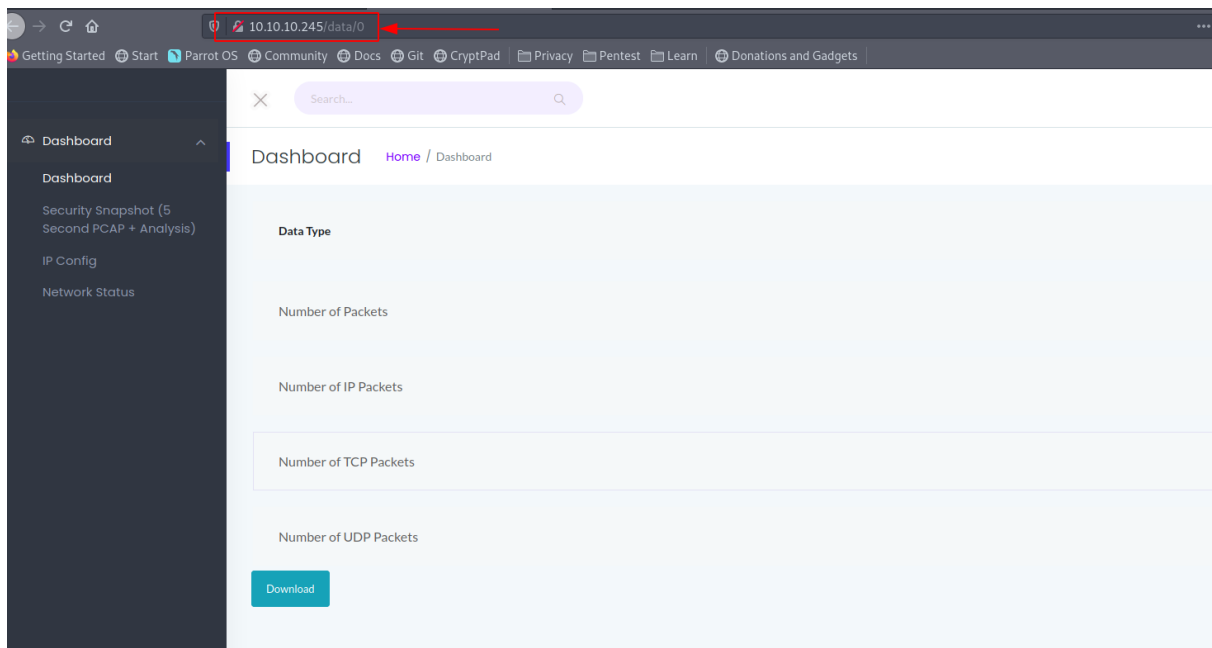 10.10.10.245/data/0
Getting Started Start Parrot OS Community Docs Git CryptPad Privacy Pentest Learn Donations and Gadgets
Search...
Dashboard
Dashboard Home / Dashboard
Dashboard
Security Snapshot (5
Second PCAP + Analysis)
IP Config
Network Status
Data Type
Number of Packets
Number of IP Packets
Number of TCP Packets
Number of UDP Packets
Download